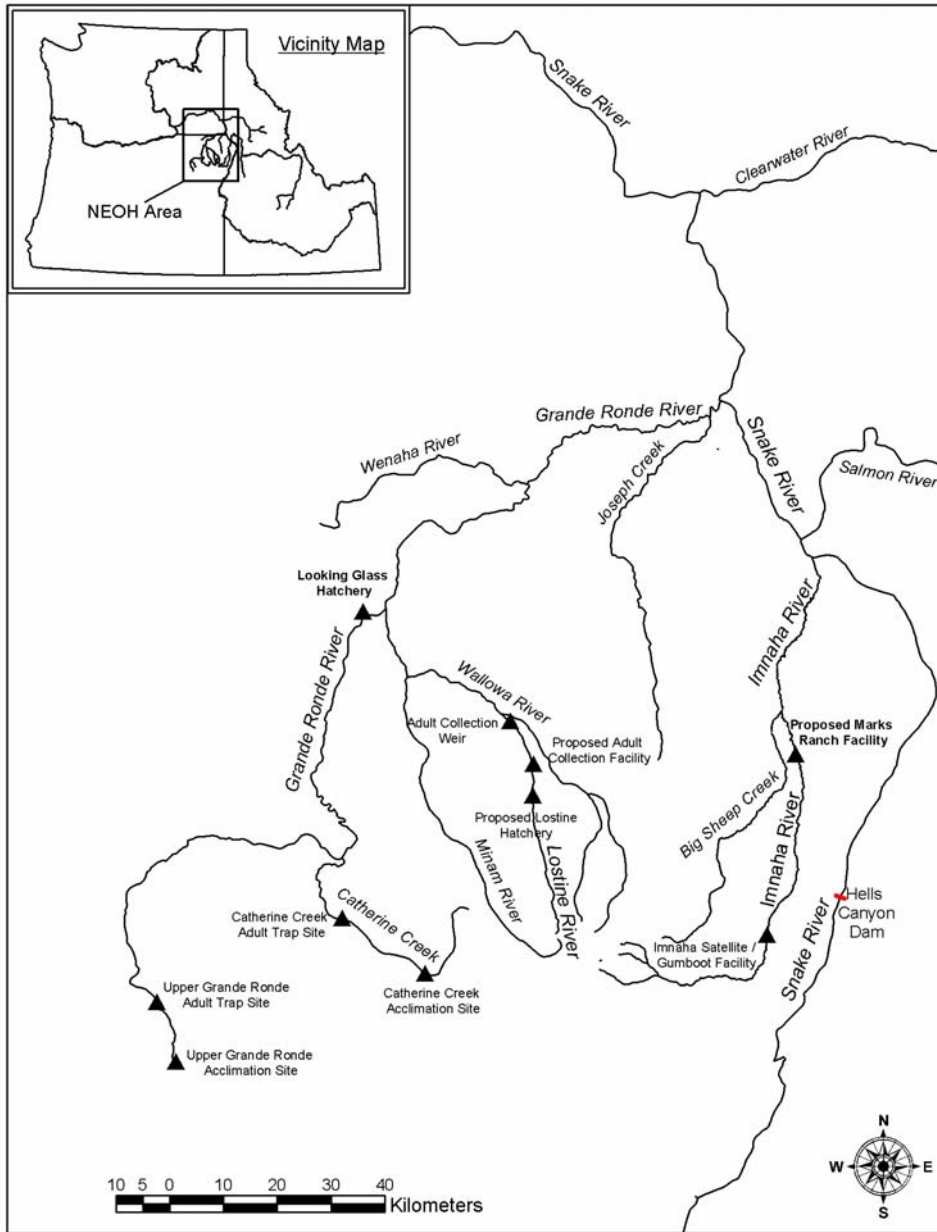 Vicinity Map
NEOH Area
Snake River
Clearwater River
Grande Ronde River
Wenaha River
Snake River
Salmon River
Joseph Creek
Looking Glass
Hatchery
Imnaha River
Grande Ronde River
Wallowa River
Adult Collection
Weir
Proposed Adult
Collection Facility
Proposed Marks
Ranch Facility
Proposed Lostine
Hatchery
Big Sheep Creek
Minam River
Lostine River
Imnaha River
Hells
Canyon
Dam
Catherine Creek
Adult Trap Site
Catherine Creek
Imnaha Satellite /
Gumboot Facility
Snake River
Catherine Creek
Acclimation Site
Upper Grande Ronde
Adult Trap Site
Upper Grande Ronde
Acclimation Site
N
W E
S
10 5 0 10 20 30 40
Kilometers